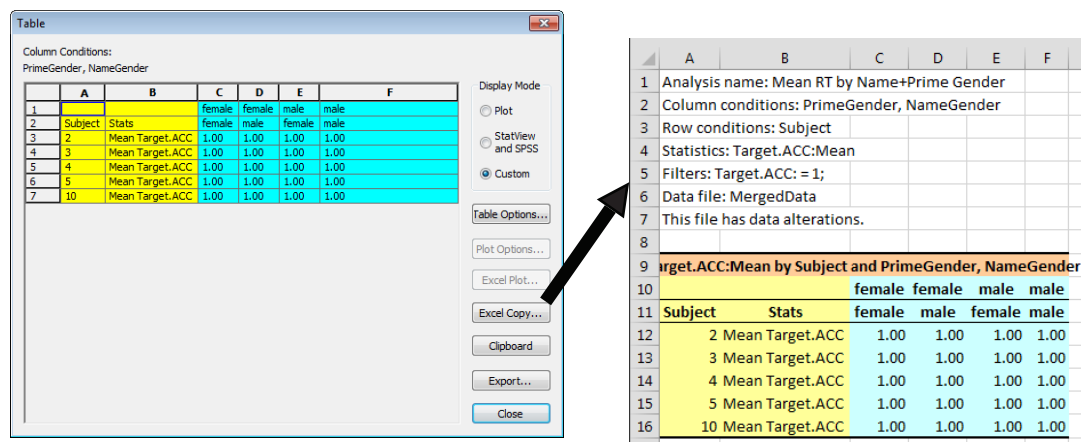 Table
Column Conditions:
PrimeGender, NameGender
A B C D E F
1 female female male male
2 Subject Stats female male female male
3 2 Mean Target.ACC 1.00 1.00 1.00 1.00
4 3 Mean Target.ACC 1.00 1.00 1.00 1.00
5 4 Mean Target.ACC 1.00 1.00 1.00 1.00
6 5 Mean Target.ACC 1.00 1.00 1.00 1.00
7 10 Mean Target.ACC 1.00 1.00 1.00 1.00
Display Mode
Plot
StatView
and SPSS
Custom
Table Options...
Plot Options...
Excel Plot...
Excel Copy...
Clipboard
Export...
Close
A B C D E F
1 Analysis name: Mean RT by Name+Prime Gender
2 Column conditions: PrimeGender, NameGender
3 Row conditions: Subject
4 Statistics: Target.ACC:Mean
5 Filters: Target.ACC: = 1;
6 Data file: MergedData
7 This file has data alterations.
8
9 arget.ACC:Mean by Subject and PrimeGender, NameGender
10 female female male male
11 Subject Stats female male female male
12 2 Mean Target.ACC 1.00 1.00 1.00 1.00
13 3 Mean Target.ACC 1.00 1.00 1.00 1.00
14 4 Mean Target.ACC 1.00 1.00 1.00 1.00
15 5 Mean Target.ACC 1.00 1.00 1.00 1.00
16 10 Mean Target.ACC 1.00 1.00 1.00 1.00